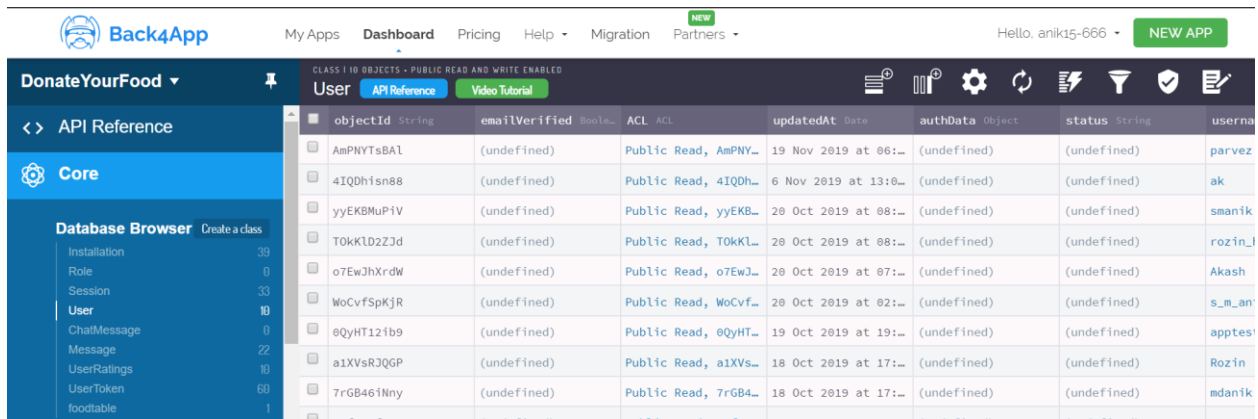 Back4App My Apps Dashboard Pricing Help Migration NEW Partners Hello, anik15-666 NEW APP
DonateYourFood
CLASS | 10 OBJECTS • PUBLIC READ AND WRITE ENABLED
User API Reference Video Tutorial
<> API Reference
Core
Database Browser Create a class
Installation 39
Role 0
Session 33
User 10
ChatMessage 0
Message 22
UserRatings 10
UserToken 60
foodtable 1
objectId String emailVerified Boole… ACL ACL updatedAt Date authData Object status String userna
AmPNYTsBAl (undefined) Public Read, AmPNY… 19 Nov 2019 at 06:… (undefined) (undefined) parvez
4IQDhisn88 (undefined) Public Read, 4IQDh… 6 Nov 2019 at 13:0… (undefined) (undefined) ak
yyEKBMuPiV (undefined) Public Read, yyEKB… 20 Oct 2019 at 08:… (undefined) (undefined) smanik
TOkKlD2ZJd (undefined) Public Read, TOkKl… 20 Oct 2019 at 08:… (undefined) (undefined) rozin_
o7EwJhXrdW (undefined) Public Read, o7EwJ… 20 Oct 2019 at 07:… (undefined) (undefined) Akash
WoCvfSpKjR (undefined) Public Read, WoCvf… 20 Oct 2019 at 02:… (undefined) (undefined) s_m_an
0QyHT12ib9 (undefined) Public Read, 0QyHT… 19 Oct 2019 at 19:… (undefined) (undefined) apptest
a1XVsRJQGP (undefined) Public Read, a1XVs… 18 Oct 2019 at 17:… (undefined) (undefined) Rozin
7rGB46iNny (undefined) Public Read, 7rGB4… 18 Oct 2019 at 17:… (undefined) (undefined) mdanik